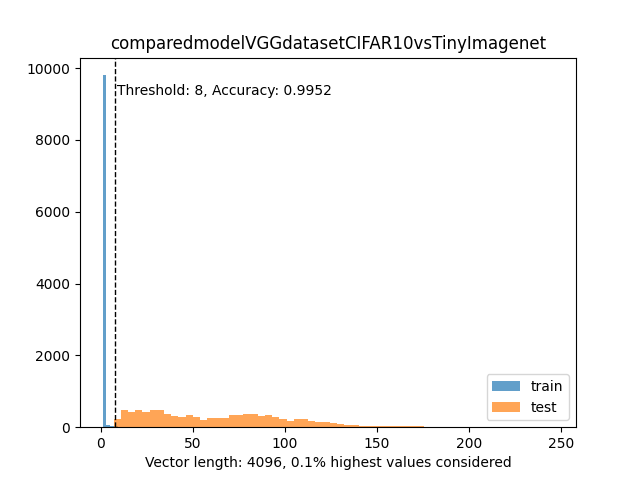 comparedmodelVGGdatasetCIFAR10vsTinyImagenet
10000
8000
6000
4000
2000
0
Threshold: 8, Accuracy: 0.9952
train
test
0 50 100 150 200 250
Vector length: 4096, 0.1% highest values considered